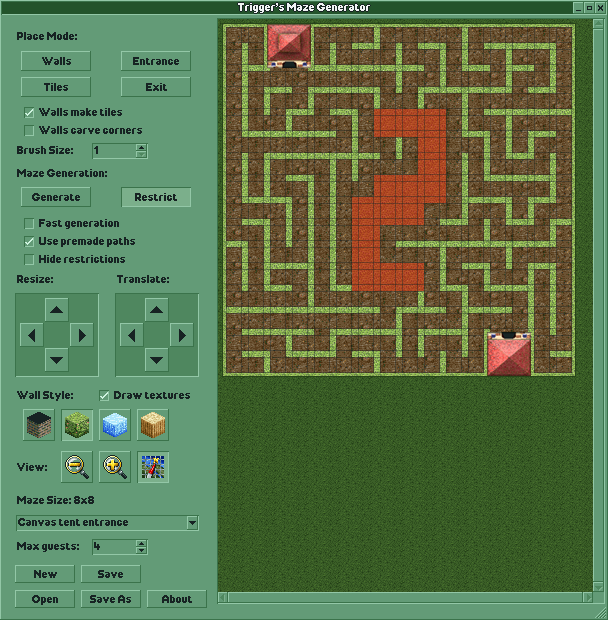 Trigger's Maze Generator
Place Mode:
Walls Entrance
Tiles Exit
Walls make tiles
Walls carve corners
Brush Size: 1
Maze Generation:
Generate Restrict
Fast generation
Use premade paths
Hide restrictions
Resize: Translate:
Wall Style: Draw textures
View:
Maze Size: 8x8
Canvas tent entrance
Max guests: 4
New Save
Open Save As About